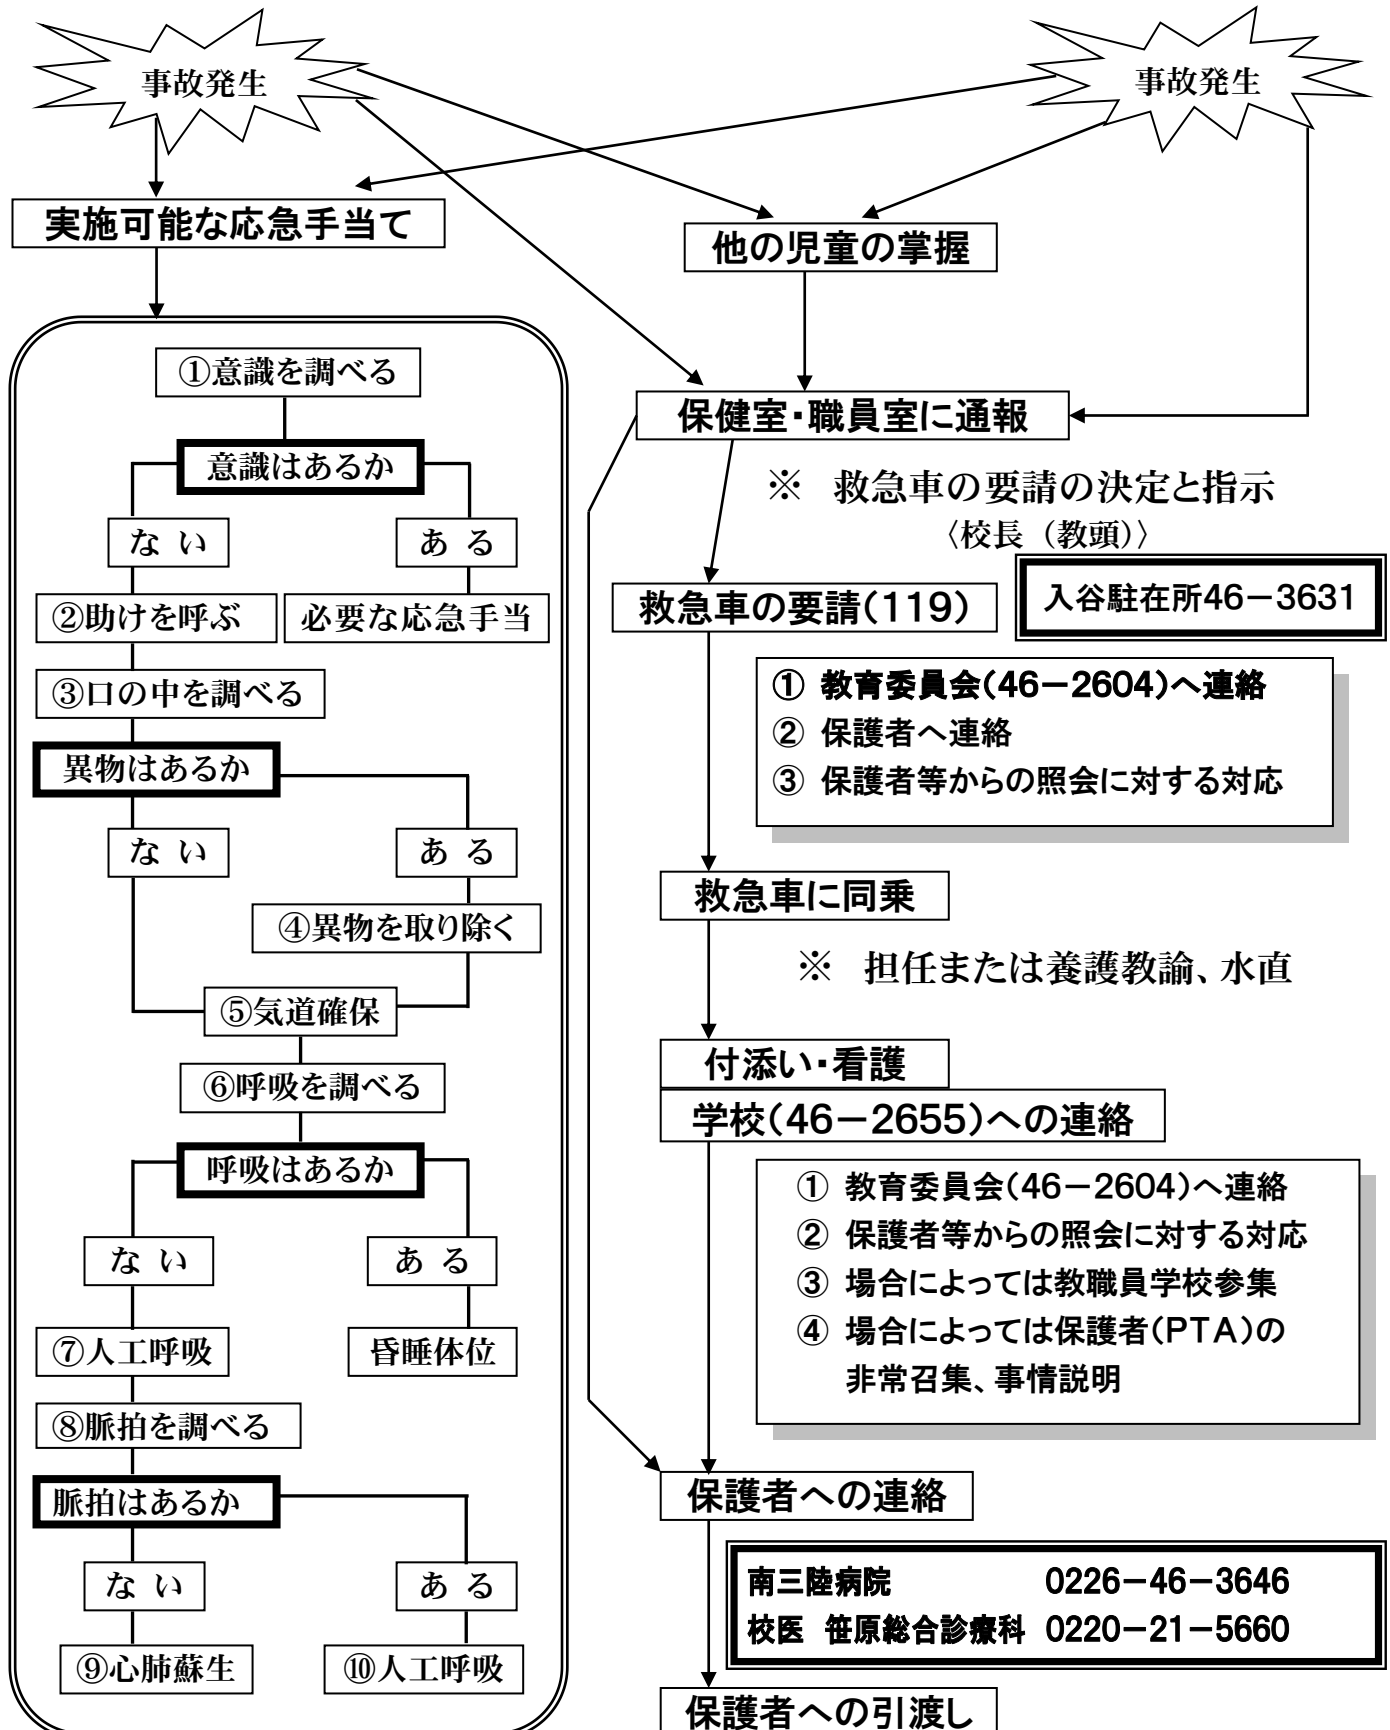 事故発生
事故発生
実施可能な応急手当て
他の児童の掌握
①意識を調べる
意識はあるか
な い
あ る
②助けを呼ぶ
必要な応急手当
③口の中を調べる
異物はあるか
な い
あ る
④異物を取り除く
⑤気道確保
⑥呼吸を調べる
呼吸はあるか
な い
あ る
⑦人工呼吸
昏睡体位
⑧脈拍を調べる
脈拍はあるか
な い
あ る
⑨心肺蘇生
⑩人工呼吸
保健室・職員室に通報
※ 救急車の要請の決定と指示
〈校長（教頭）〉
救急車の要請（119）
入谷駐在所46－3631
① 教育委員会（46－2604）へ連絡
② 保護者へ連絡
③ 保護者等からの照会に対する対応
救急車に同乗
※ 担任または養護教諭、水直
付添い・看護
学校（46－2655）への連絡
① 教育委員会（46－2604）へ連絡
② 保護者等からの照会に対する対応
③ 場合によっては教職員学校参集
④ 場合によっては保護者（PTA）の
非常召集、事情説明
保護者への連絡
南三陸病院 0226－46－3646
校医 笹原総合診療科 0220－21－5660
保護者への引渡し